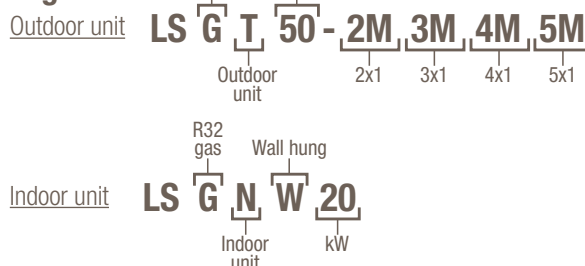 Outdoor unit LS G T 50 - 2M 3M 4M 5M
Outdoor unit 2x1 3x1 4x1 5x1
R32 gas Wall hung
Indoor unit LS G N W 20
Indoor unit kW